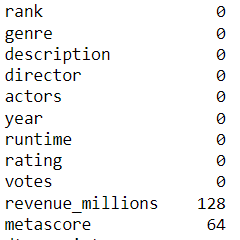 rank 0
genre 0
description 0
director 0
actors 0
year 0
runtime 0
rating 0
votes 0
revenue_millions 128
metascore 64